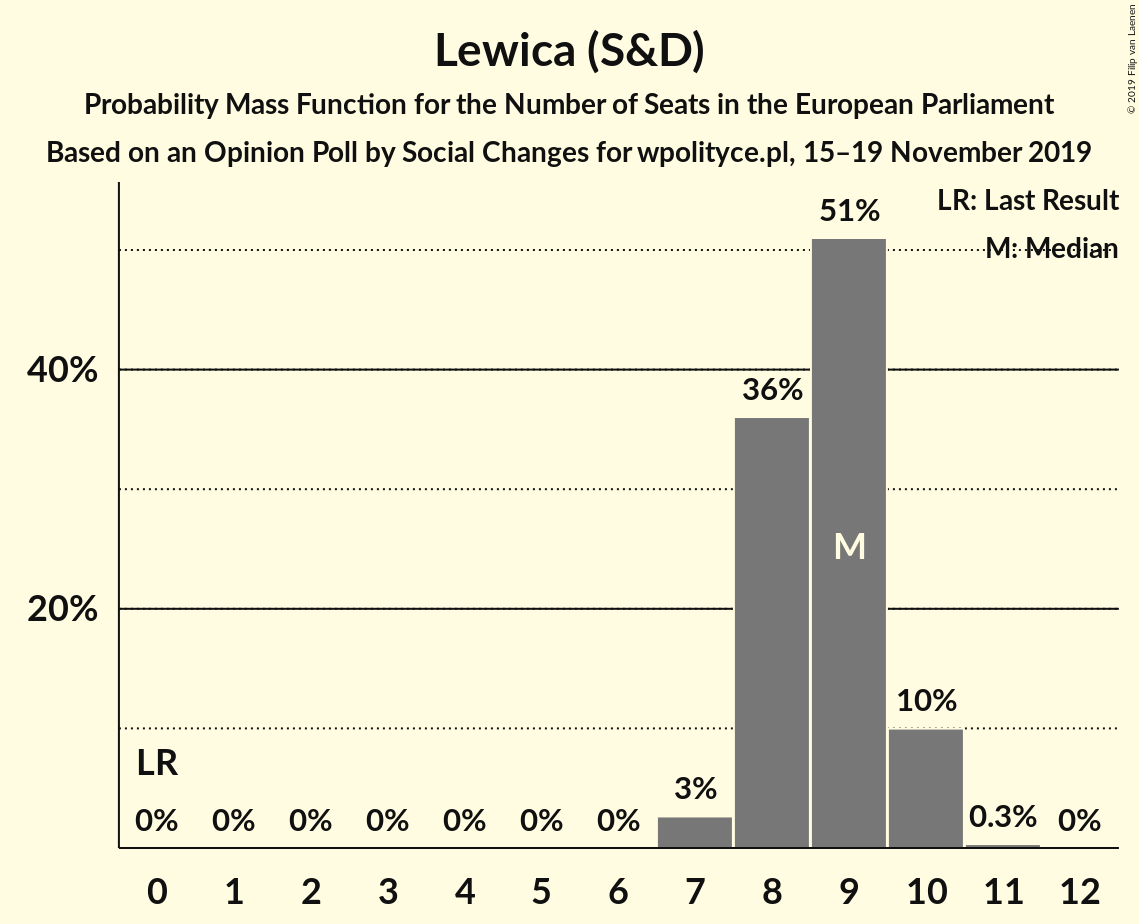 Lewica (S&D)
Probability Mass Function for the Number of Seats in the European Parliament
Based on an Opinion Poll by Social Changes for wpolityce.pl, 15–19 November 2019
© 2019 Filip van Laenen
LR: Last Result
M: Median
40%
20%
LR
0% 0% 0% 0% 0% 0% 0% 3% 36% 51% 10% 0.3% 0%
M
0 1 2 3 4 5 6 7 8 9 10 11 12